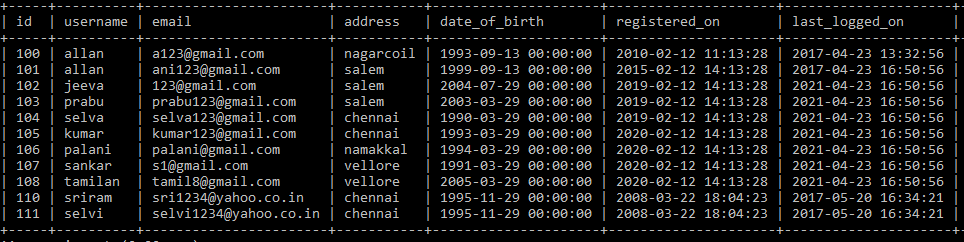 | id | username | email | address | date_of_birth | registered_on | last_logged_on |
| 100 | allan | a123@gmail.com | nagarcoil | 1993-09-13 00:00:00 | 2010-02-12 11:13:28 | 2017-04-23 13:32:56 |
| 101 | allan | ani123@gmail.com | salem | 1999-09-13 00:00:00 | 2015-02-12 14:13:28 | 2017-04-23 16:50:56 |
| 102 | jeeva | 123@gmail.com | salem | 2004-07-29 00:00:00 | 2019-02-12 14:13:28 | 2021-04-23 16:50:56 |
| 103 | prabu | prabu123@gmail.com | salem | 2003-03-29 00:00:00 | 2019-02-12 14:13:28 | 2021-04-23 16:50:56 |
| 104 | selva | selva123@gmail.com | chennai | 1990-03-29 00:00:00 | 2019-02-12 14:13:28 | 2021-04-23 16:50:56 |
| 105 | kumar | kumar123@gmail.com | chennai | 1993-03-29 00:00:00 | 2020-02-12 14:13:28 | 2021-04-23 16:50:56 |
| 106 | palani | palani@gmail.com | namakkal | 1994-03-29 00:00:00 | 2020-02-12 14:13:28 | 2021-04-23 16:50:56 |
| 107 | sankar | s1@gmail.com | vellore | 1991-03-29 00:00:00 | 2020-02-12 14:13:28 | 2021-04-23 16:50:56 |
| 108 | tamilan | tamil8@gmail.com | vellore | 2005-03-29 00:00:00 | 2020-02-12 14:13:28 | 2021-04-23 16:50:56 |
| 110 | sriram | sri1234@yahoo.co.in | chennai | 1995-11-29 00:00:00 | 2008-03-22 18:04:23 | 2017-05-20 16:34:21 |
| 111 | selvi | selvi1234@yahoo.co.in | chennai | 1995-11-29 00:00:00 | 2008-03-22 18:04:23 | 2017-05-20 16:34:21 |